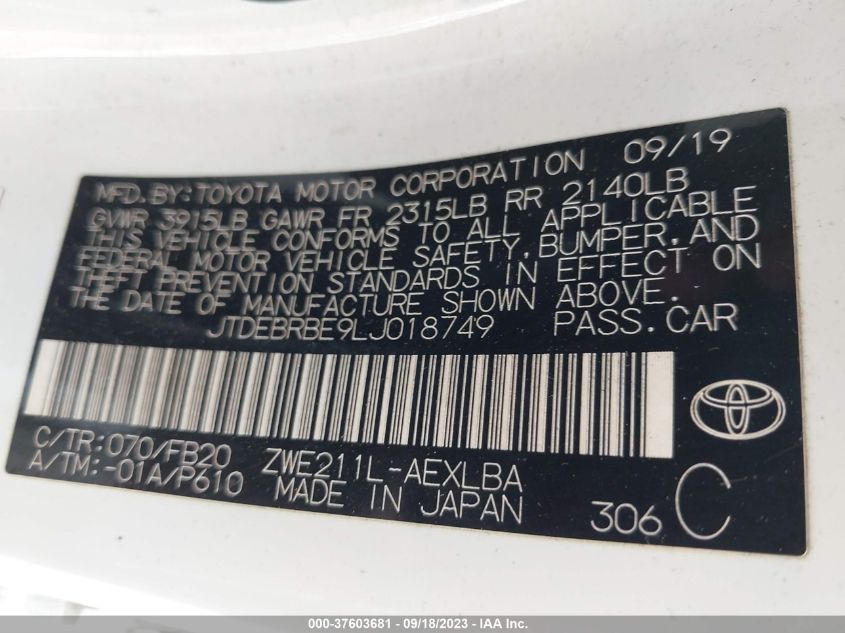 MFD.BY:TOYOTA MOTOR CORPORATION 09/19
GVWR 3915LB GAWR FR 2315LB RR 2140LB
THIS VEHICLE CONFORMS TO ALL APPLICABLE
FEDERAL MOTOR VEHICLE SAFETY,BUMPER,AND
THEFT PREVENTION STANDARDS IN EFFECT ON
THE DATE OF MANUFACTURE SHOWN ABOVE.
JTDEBRBE9LJ018749 PASS.CAR
C/TR:070/FB20 ZWE211L-AEXLBA
A/TM:-01A/P610 MADE IN JAPAN 306 C
000-37603681 - 09/18/2023 - IAA Inc.